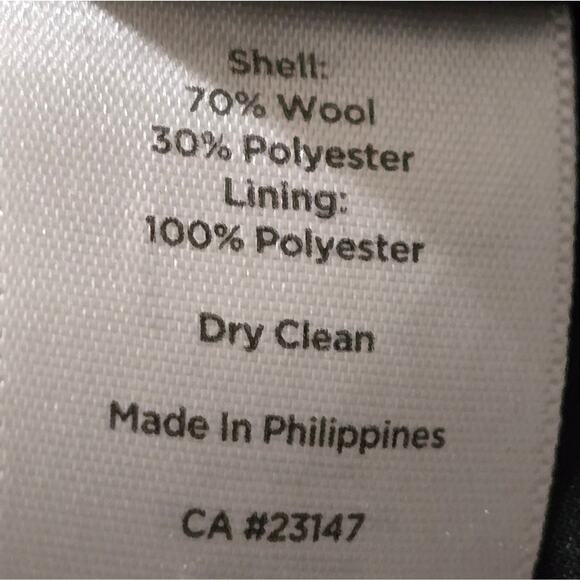 Shell:
70% Wool
30% Polyester
Lining:
100% Polyester
Dry Clean
Made In Philippines
CA #23147